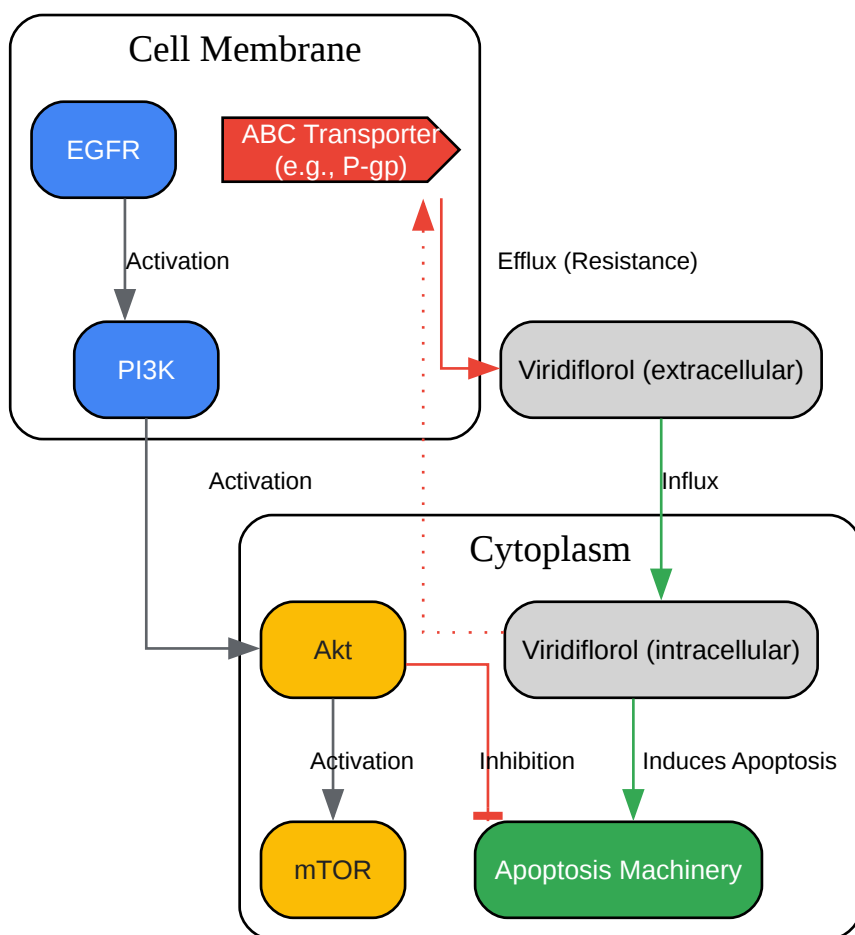 Cell Membrane
EGFR
ABC Transporter
(e.g., P-gp)
Activation
Efflux (Resistance)
PI3K
Viridiflorol (extracellular)
Activation
Influx
Cytoplasm
Akt
Viridiflorol (intracellular)
Activation
Inhibition
Induces Apoptosis
mTOR
Apoptosis Machinery